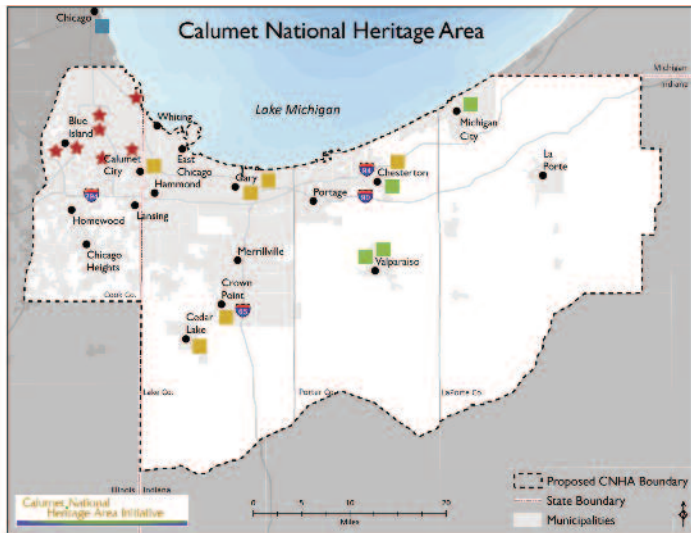 Chicago
Calumet National Heritage Area
Michigan
Indiana
Lake Michigan
Whiting
Blue
Island
Michigan
City
East
Chicago
Calumet
City
Gary
Hammond
94
Chesterton
La
Porte
Portage
Lansing
Homewood
Chicago
Heights
Merrillville
Valparaiso
Crown
Point
65
Cedar
Lake
Cook Co.
Lake Co.
Porter Co.
LaPorte Co.
Illinois
Indiana
Calumet National
Heritage Area Initiative
0
10
20
Miles
Proposed CNHA Boundary
State Boundary
Municipalities